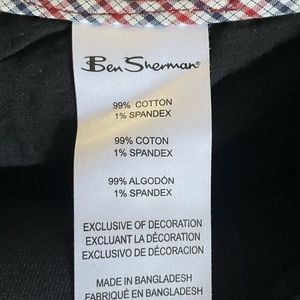 Ben Sherman®
99% COTTON
1% SPANDEX
99% COTON
1% SPANDEX
99% ALGODÓN
1% SPANDEX
EXCLUSIVE OF DECORATION
EXCLUANT LA DÉCORATION
EXCLUSIVO DE DECORACIÓN
MADE IN BANGLADESH
FABRIQUÉ EN BANGLADESH